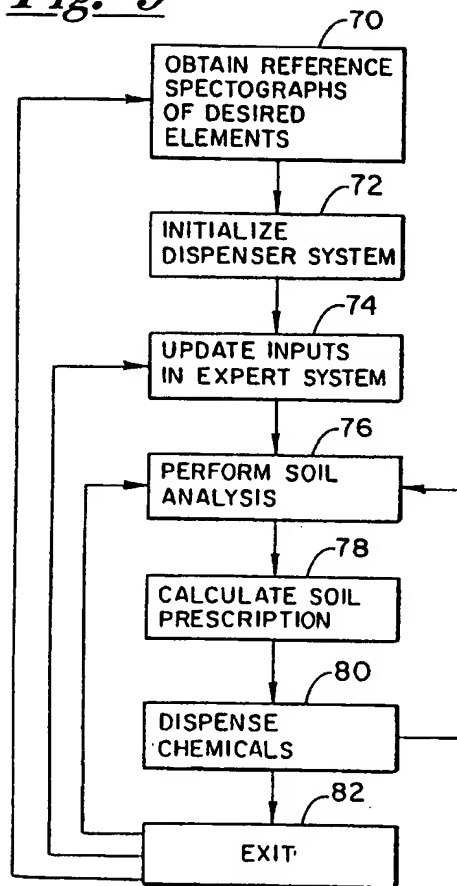 Fig.
70
OBTAIN REFERENCE
SPECTOGRAPHS
OF DESIRED
ELEMENTS
72
INITIALIZE
DISPENSER SYSTEM
74
UPDATE INPUTS
IN EXPERT SYSTEM
76
PERFORM SOIL
ANALYSIS
78
CALCULATE SOIL
PRESCRIPTION
80
DISPENSE
CHEMICALS
82
EXIT